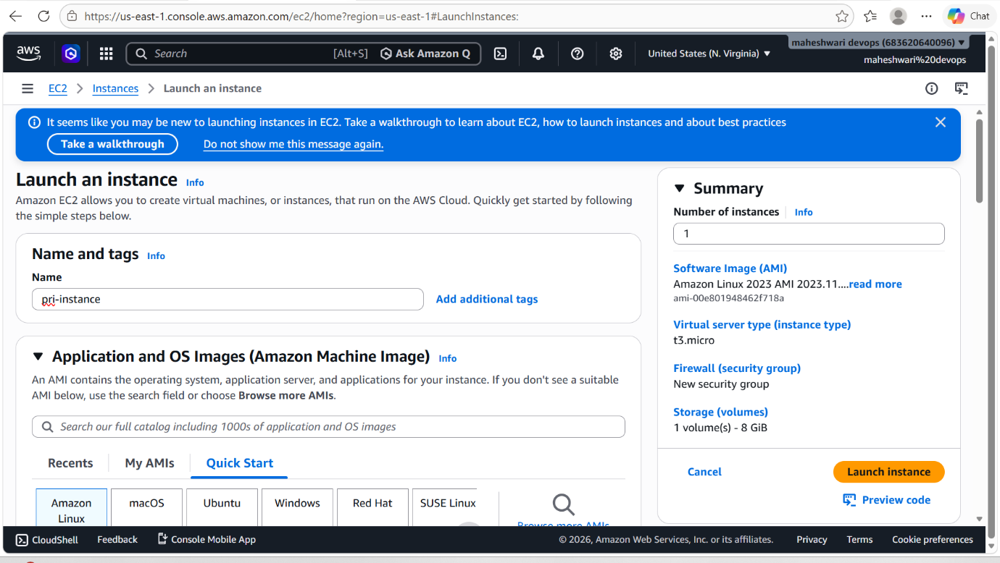 https://us-east-1.console.aws.amazon.com/ec2/home?region=us-east-1#LaunchInstances:
Chat
aws
Search [Alt+S] Ask Amazon Q
United States (N. Virginia) ▼
maheshwari devops (683620640096) ▼
maheshwari%20devops
EC2 > Instances > Launch an instance
It seems like you may be new to launching instances in EC2. Take a walkthrough to learn about EC2, how to launch instances and about best practices
Take a walkthrough Do not show me this message again.
Launch an instance Info
Amazon EC2 allows you to create virtual machines, or instances, that run on the AWS Cloud. Quickly get started by following
the simple steps below.
Name and tags Info
Name
pri-instance
Add additional tags
Application and OS Images (Amazon Machine Image) Info
An AMI contains the operating system, application server, and applications for your instance. If you don't see a suitable
AMI below, use the search field or choose Browse more AMIs.
Search our full catalog including 1000s of application and OS images
Recents My AMIs Quick Start
Amazon
Linux
macOS
Ubuntu
Windows
Red Hat
SUSE Linux
Browse more AMIs
Summary
Number of instances Info
1
Software Image (AMI)
Amazon Linux 2023 AMI 2023.11....read more
ami-00e801948462f718a
Virtual server type (instance type)
t3.micro
Firewall (security group)
New security group
Storage (volumes)
1 volume(s) - 8 GiB
Cancel
Launch instance
Preview code
CloudShell Feedback Console Mobile App
© 2026, Amazon Web Services, Inc. or its affiliates. Privacy Terms Cookie preferences